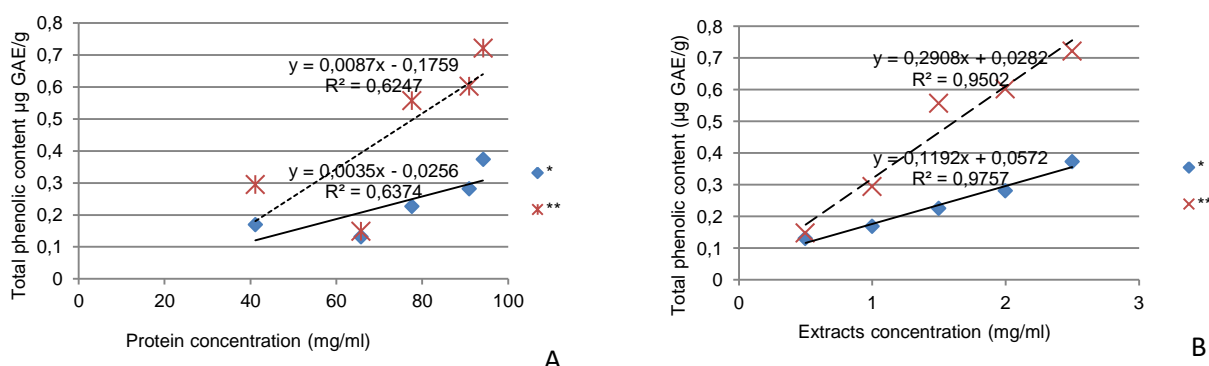 0,8
0,7
0,6
0,5
0,4
0,3
0,2
0,1
0
Total phenolic content µg GAE/g
y = 0,0087x - 0,1759
R² = 0,6247
y = 0,0035x - 0,0256
R² = 0,6374
*
**
0 20 40 60 80 100
Protein concentration (mg/ml)
A
0,8
0,7
0,6
0,5
0,4
0,3
0,2
0,1
0
Total phenolic content (µg GAE/g)
y = 0,2908x + 0,0282
R² = 0,9502
y = 0,1192x + 0,0572
R² = 0,9757
*
**
0 1 2 3
Extracts concentration (mg/ml)
B